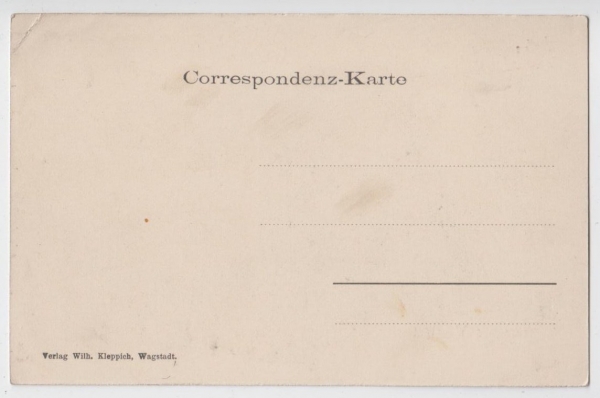 Correspondenz-Karte
Verlag Wilh. Kleppich, Wagstadt.